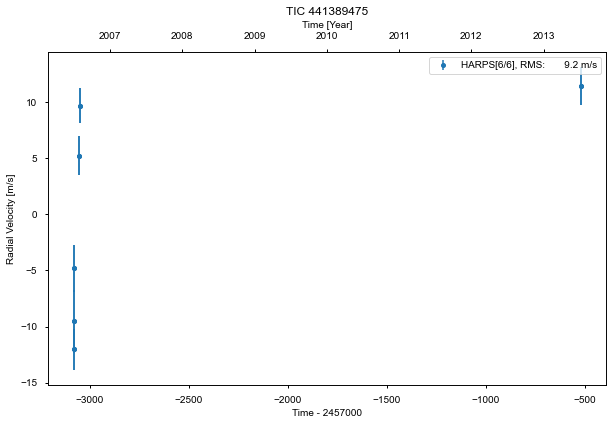 TIC 441389475
Time [Year]
2007 2008 2009 2010 2011 2012 2013
HARPS[6/6], RMS: 9.2 m/s
10
5
0
−5
−10
−15
Radial Velocity [m/s]
−3000 −2500 −2000 −1500 −1000 −500
Time - 2457000